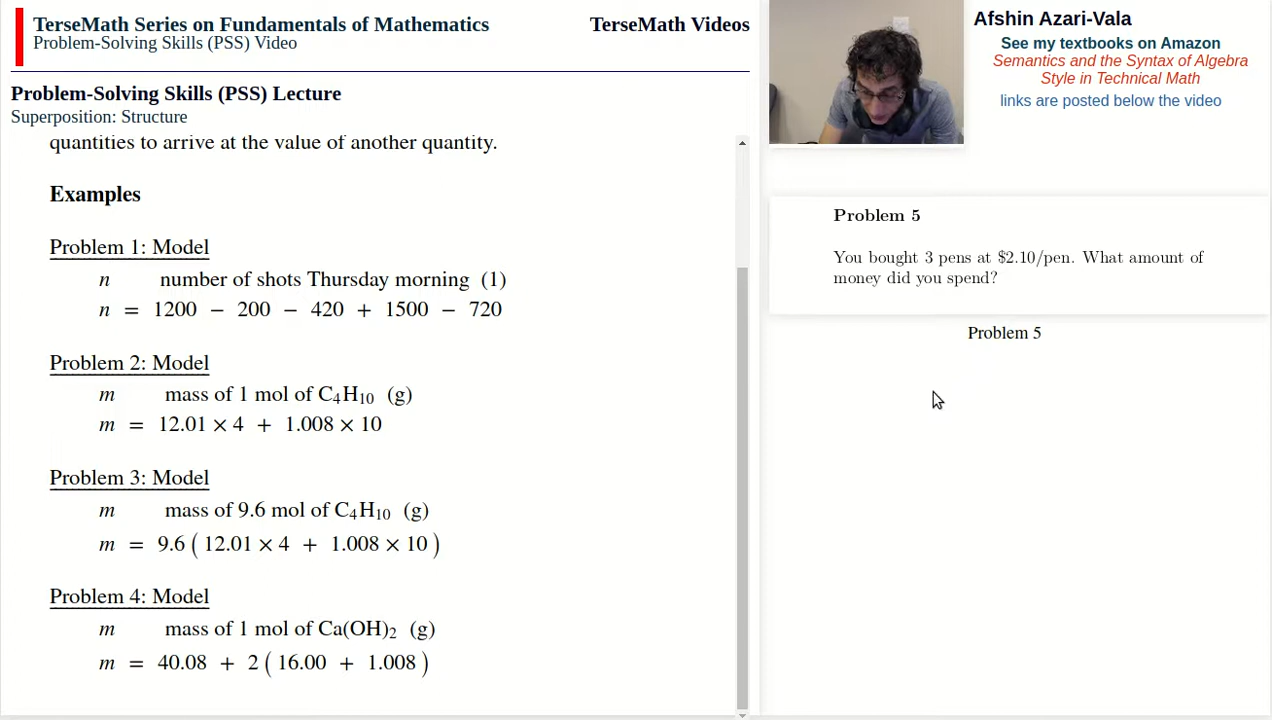 TerseMath Series on Fundamentals of Mathematics
Problem-Solving Skills (PSS) Video
TerseMath Videos
Problem-Solving Skills (PSS) Lecture
Superposition: Structure
quantities to arrive at the value of another quantity.
Examples
Problem 1: Model
n number of shots Thursday morning (1)
n = 1200 − 200 − 420 + 1500 − 720
Problem 2: Model
m mass of 1 mol of C₄H₁₀ (g)
m = 12.01 × 4 + 1.008 × 10
Problem 3: Model
m mass of 9.6 mol of C₄H₁₀ (g)
m = 9.6 ( 12.01 × 4 + 1.008 × 10 )
Problem 4: Model
m mass of 1 mol of Ca(OH)₂ (g)
m = 40.08 + 2 ( 16.00 + 1.008 )
Afshin Azari-Vala
See my textbooks on Amazon
Semantics and the Syntax of Algebra
Style in Technical Math
links are posted below the video
Problem 5
You bought 3 pens at $2.10/pen. What amount of
money did you spend?
Problem 5